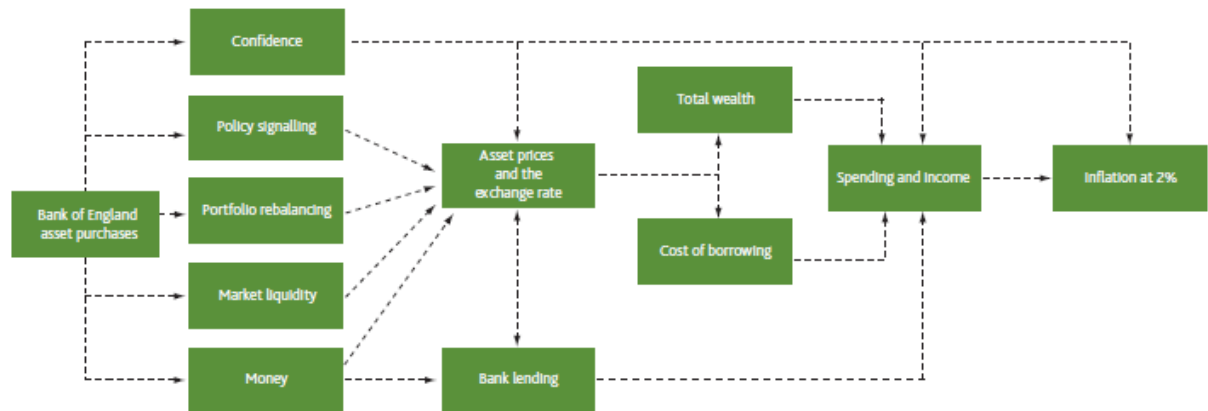 Confidence
Policy signalling
Portfolio rebalancing
Bank of England
asset purchases
Market liquidity
Money
Asset prices
and the
exchange rate
Bank lending
Total wealth
Cost of borrowing
Spending and income
Inflation at 2%